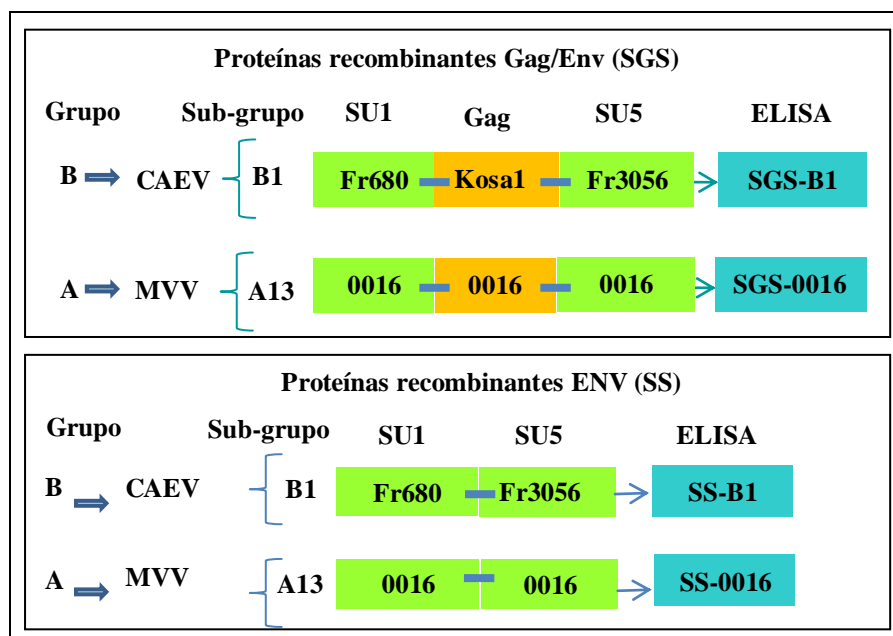 Proteínas recombinantes Gag/Env (SGS)
Grupo Sub-grupo SU1 Gag SU5 ELISA
B CAEV B1 Fr680 Kosa1 Fr3056 SGS-B1
A MVV A13 0016 0016 0016 SGS-0016
Proteínas recombinantes ENV (SS)
Grupo Sub-grupo SU1 SU5 ELISA
B CAEV B1 Fr680 Fr3056 SS-B1
A MVV A13 0016 0016 SS-0016